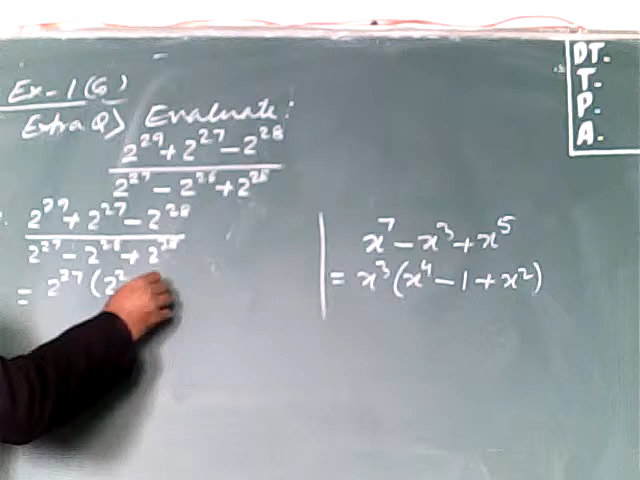 Ex-1(G)
Extra Q> Evaluate:
2^29 + 2^27 - 2^28
2^27 - 2^26 + 2^25
2^29 + 2^27 - 2^28
2^27 - 2^26 + 2^25
= 2^27 (2^2
x^7 - x^3 + x^5
= x^3 (x^4 - 1 + x^2)
DT.
T.
P.
A.